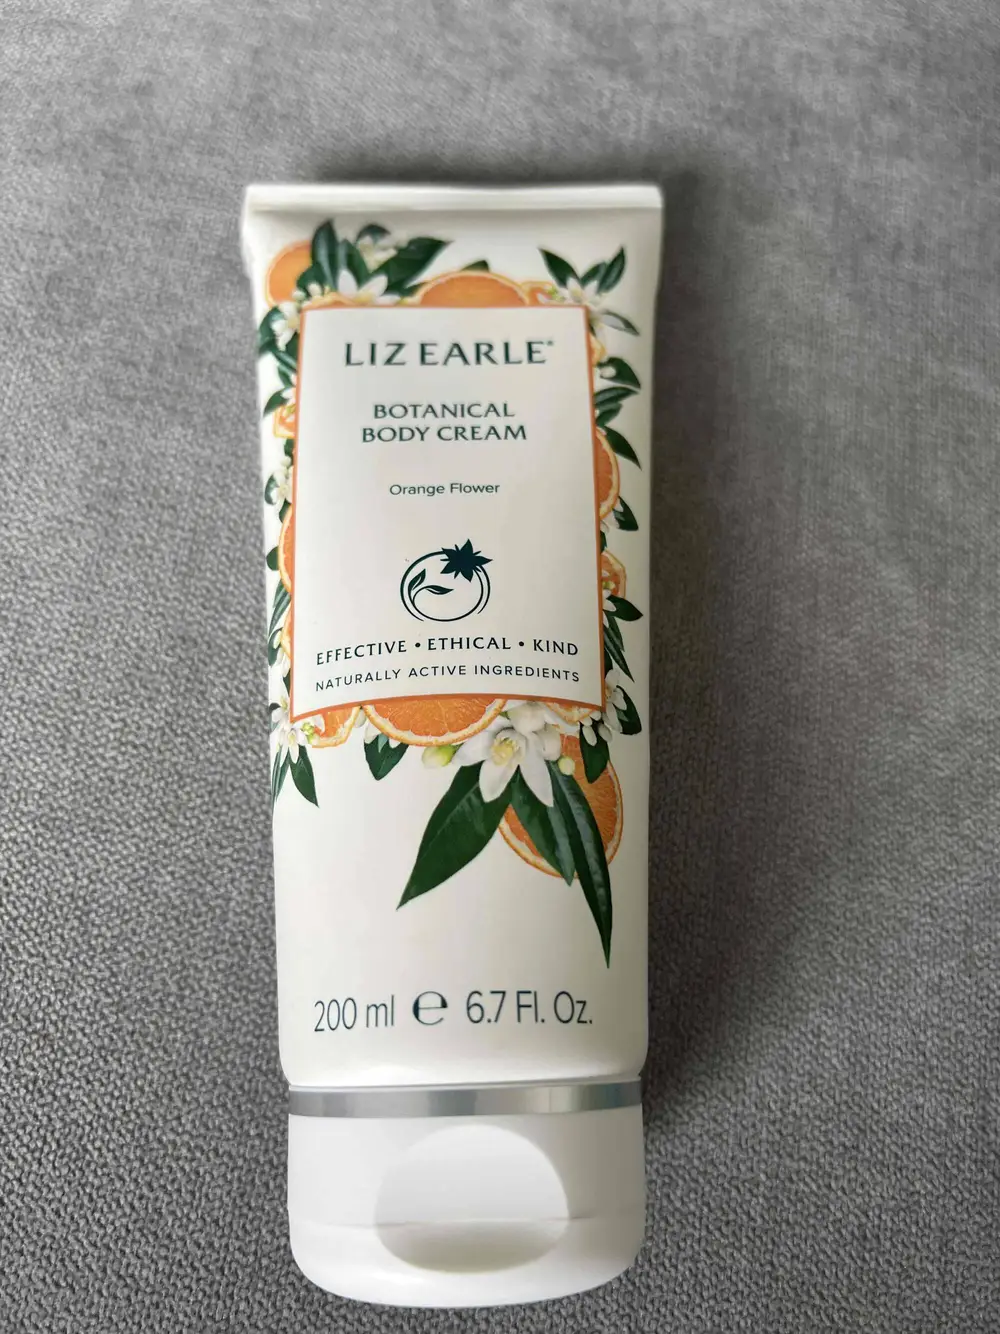 LIZ EARLE®
BOTANICAL
BODY CREAM
Orange Flower
EFFECTIVE • ETHICAL • KIND
NATURALLY ACTIVE INGREDIENTS
200 ml ℮ 6.7 Fl. Oz.